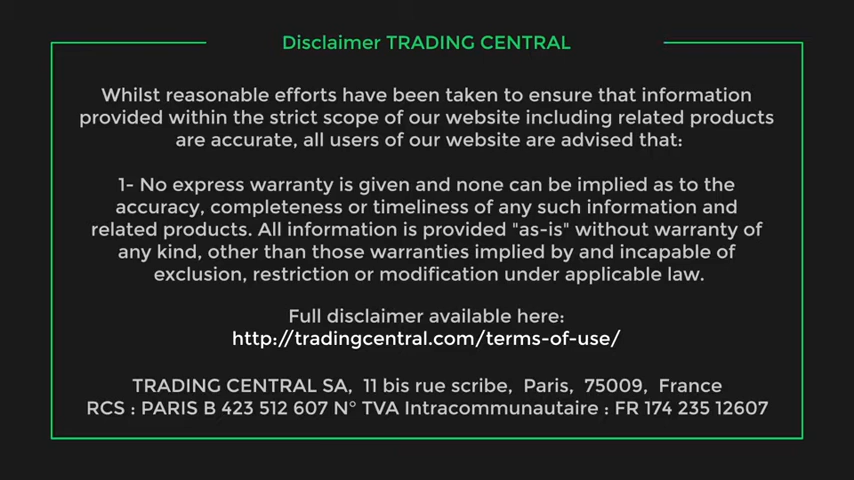 Disclaimer TRADING CENTRAL
Whilst reasonable efforts have been taken to ensure that information
provided within the strict scope of our website including related products
are accurate, all users of our website are advised that:
1- No express warranty is given and none can be implied as to the
accuracy, completeness or timeliness of any such information and
related products. All information is provided "as-is" without warranty of
any kind, other than those warranties implied by and incapable of
exclusion, restriction or modification under applicable law.
Full disclaimer available here:
http://tradingcentral.com/terms-of-use/
TRADING CENTRAL SA, 11 bis rue scribe, Paris, 75009, France
RCS : PARIS B 423 512 607 N° TVA Intracommunautaire : FR 174 235 12607